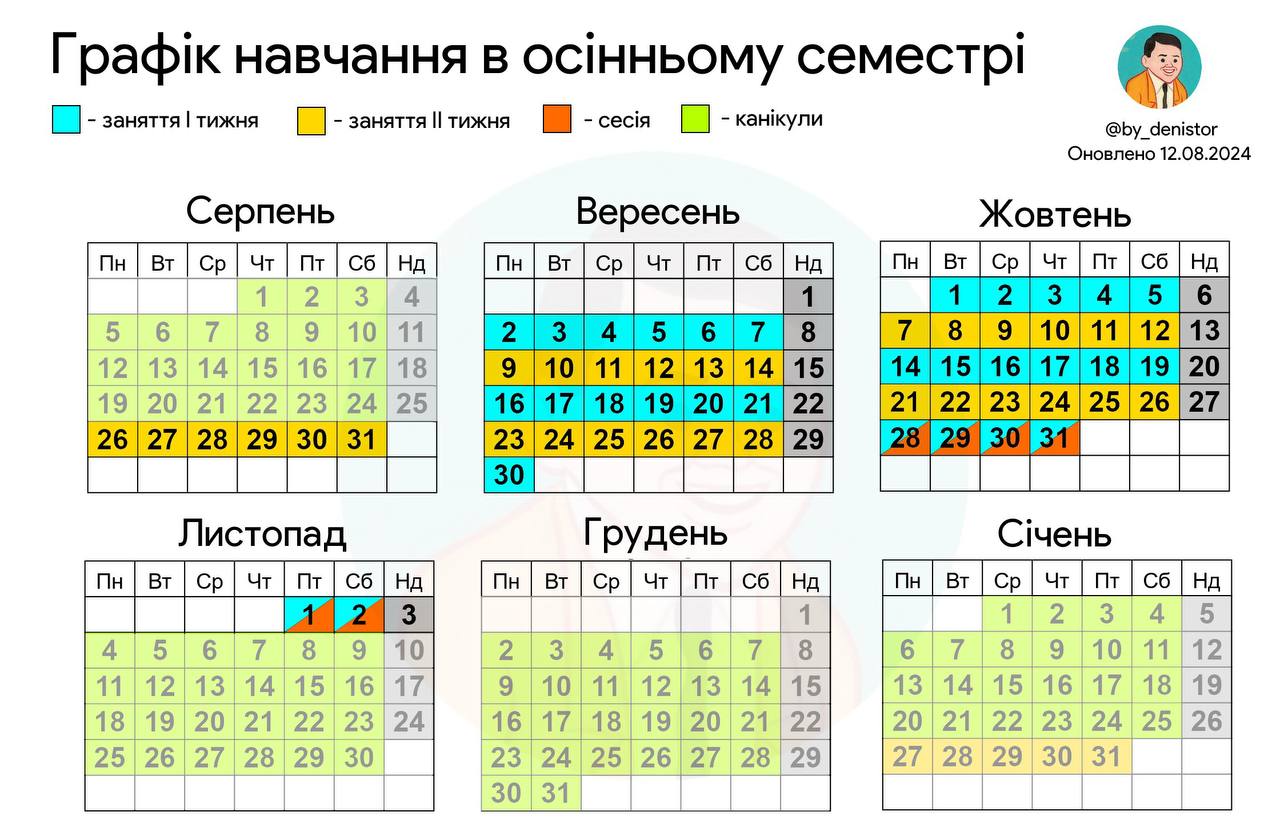 Графік навчання в осінньому семестрі
- заняття І тижня - заняття ІІ тижня - сесія - канікули
@by_denistor
Оновлено 12.08.2024
Серпень
Пн Вт Ср Чт Пт Сб Нд
1 2 3 4
5 6 7 8 9 10 11
12 13 14 15 16 17 18
19 20 21 22 23 24 25
26 27 28 29 30 31
Вересень
Пн Вт Ср Чт Пт Сб Нд
1
2 3 4 5 6 7 8
9 10 11 12 13 14 15
16 17 18 19 20 21 22
23 24 25 26 27 28 29
30
Жовтень
Пн Вт Ср Чт Пт Сб Нд
1 2 3 4 5 6
7 8 9 10 11 12 13
14 15 16 17 18 19 20
21 22 23 24 25 26 27
28 29 30 31
Листопад
Пн Вт Ср Чт Пт Сб Нд
1 2 3
4 5 6 7 8 9 10
11 12 13 14 15 16 17
18 19 20 21 22 23 24
25 26 27 28 29 30
Грудень
Пн Вт Ср Чт Пт Сб Нд
1
2 3 4 5 6 7 8
9 10 11 12 13 14 15
16 17 18 19 20 21 22
23 24 25 26 27 28 29
30 31
Січень
Пн Вт Ср Чт Пт Сб Нд
1 2 3 4 5
6 7 8 9 10 11 12
13 14 15 16 17 18 19
20 21 22 23 24 25 26
27 28 29 30 31